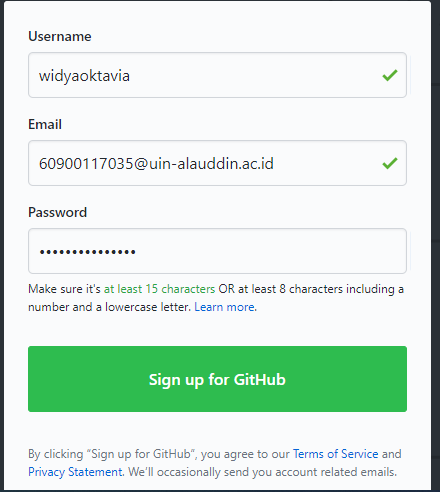 Username
widyaoktavia
Email
60900117035@uin-alauddin.ac.id
Password
•••••••••••••••
Make sure it's at least 15 characters OR at least 8 characters including a
number and a lowercase letter. Learn more.
Sign up for GitHub
By clicking “Sign up for GitHub”, you agree to our Terms of Service and
Privacy Statement. We’ll occasionally send you account related emails.